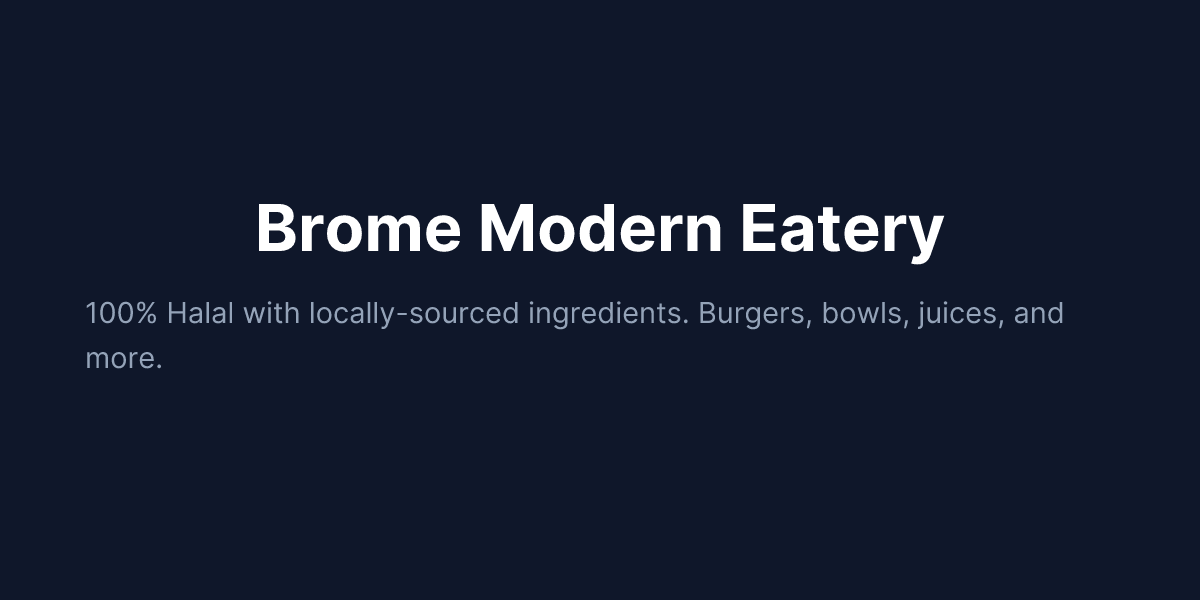 Brome Modern Eatery
100% Halal with locally-sourced ingredients. Burgers, bowls, juices, and
more.